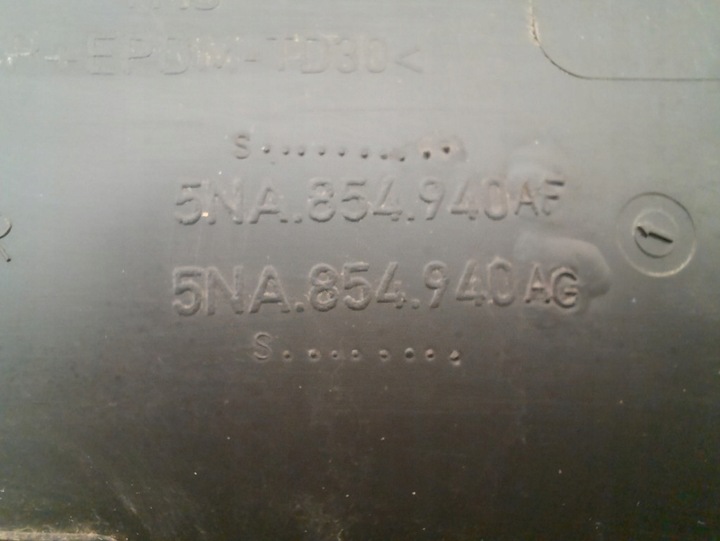 P-EPDM-TD30<
S.........
5NA.854.940AF
5NA.854.940AG
S.........